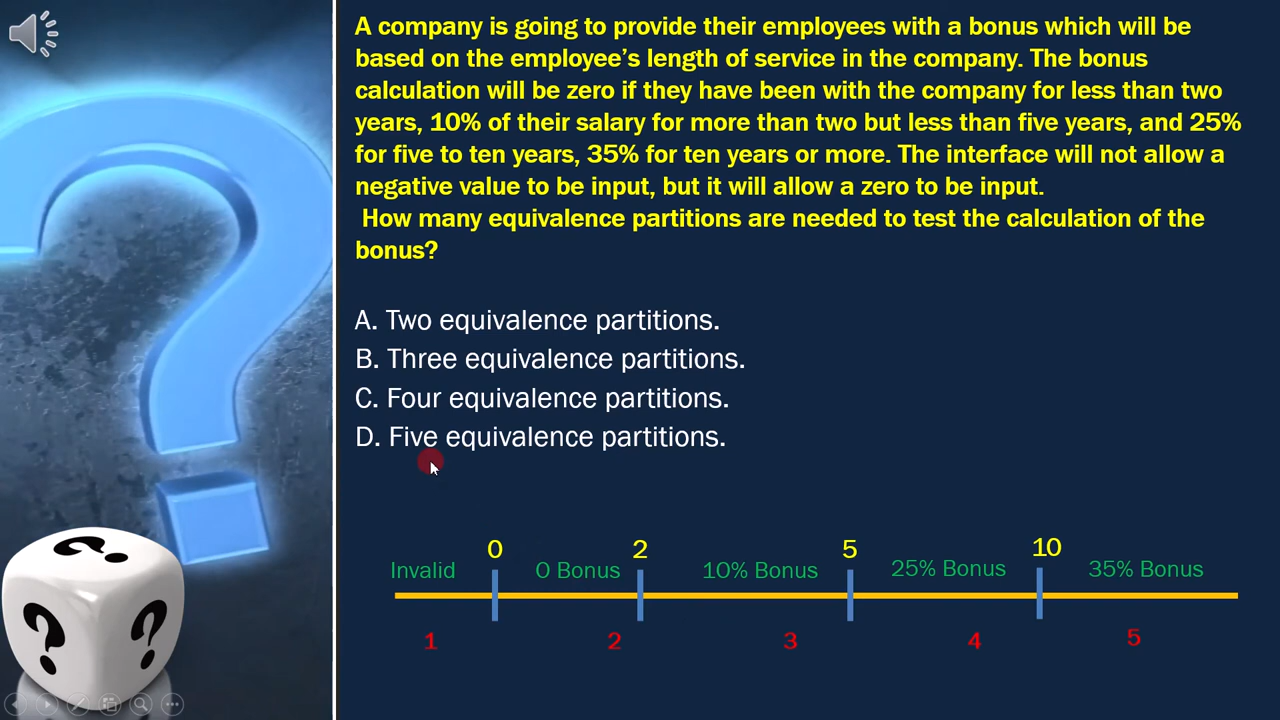 A company is going to provide their employees with a bonus which will be
based on the employee’s length of service in the company. The bonus
calculation will be zero if they have been with the company for less than two
years, 10% of their salary for more than two but less than five years, and 25%
for five to ten years, 35% for ten years or more. The interface will not allow a
negative value to be input, but it will allow a zero to be input.
How many equivalence partitions are needed to test the calculation of the
bonus?
A. Two equivalence partitions.
B. Three equivalence partitions.
C. Four equivalence partitions.
D. Five equivalence partitions.
0 2 5 10
Invalid 0 Bonus 10% Bonus 25% Bonus 35% Bonus
1 2 3 4 5
? ? ?
?